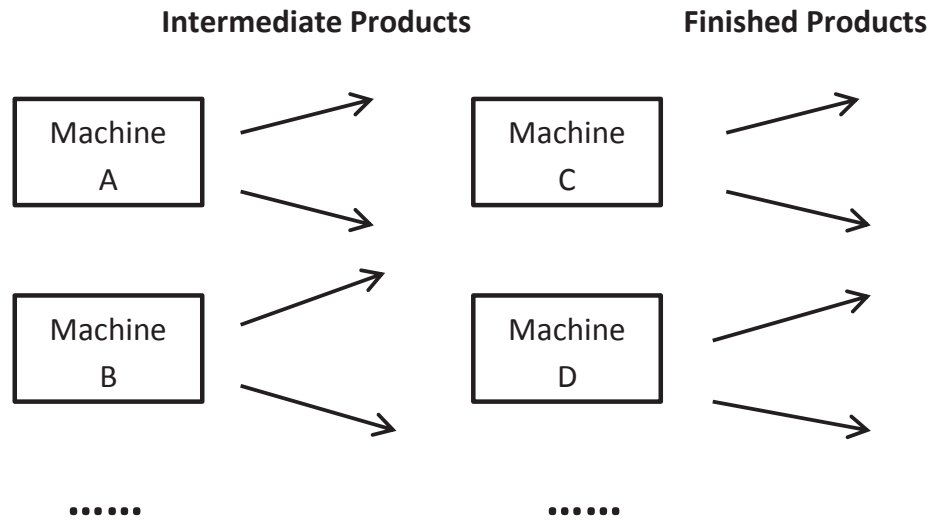 Intermediate Products
Finished Products
Machine
A
Machine
C
Machine
B
Machine
D
......
......